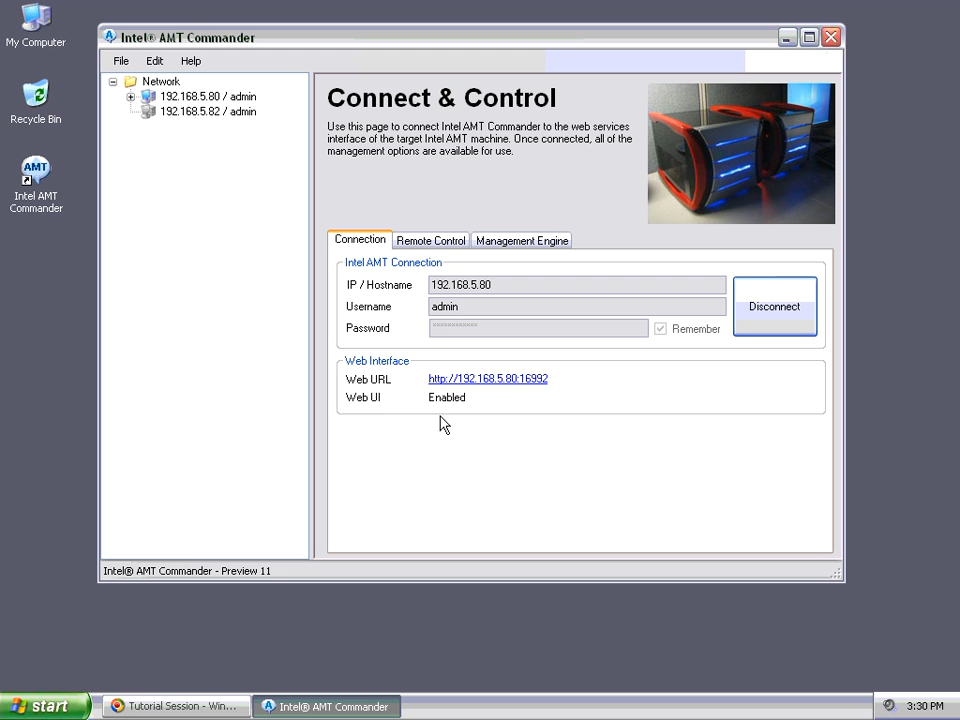 My Computer
Recycle Bin
AMT
Intel AMT
Commander
Intel® AMT Commander
File Edit Help
Network
192.168.5.80 / admin
192.168.5.82 / admin
Connect & Control
Use this page to connect Intel AMT Commander to the web services
interface of the target Intel AMT machine. Once connected, all of the
management options are available for use.
Connection Remote Control Management Engine
Intel AMT Connection
IP / Hostname 192.168.5.80
Username admin
Password ************ Remember
Disconnect
Web Interface
Web URL http://192.168.5.80:16992
Web UI Enabled
Intel® AMT Commander - Preview 11
start Tutorial Session - Win... Intel® AMT Commander 3:30 PM